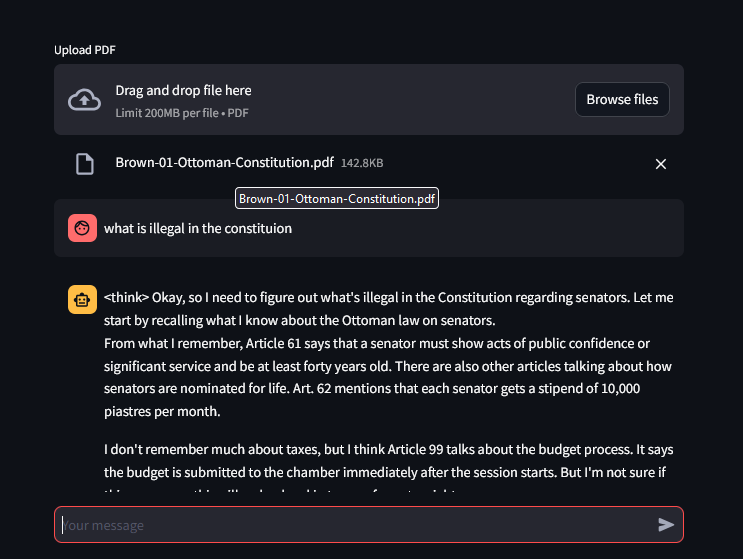 Upload PDF
Drag and drop file here
Limit 200MB per file • PDF
Browse files
Brown-01-Ottoman-Constitution.pdf 142.8KB
Brown-01-Ottoman-Constitution.pdf
what is illegal in the constituion
<think> Okay, so I need to figure out what's illegal in the Constitution regarding senators. Let me
start by recalling what I know about the Ottoman law on senators.
From what I remember, Article 61 says that a senator must show acts of public confidence or
significant service and be at least forty years old. There are also other articles talking about how
senators are nominated for life. Art. 62 mentions that each senator gets a stipend of 10,000
piastres per month.
I don't remember much about taxes, but I think Article 99 talks about the budget process. It says
the budget is submitted to the chamber immediately after the session starts. But I'm not sure if
Your message